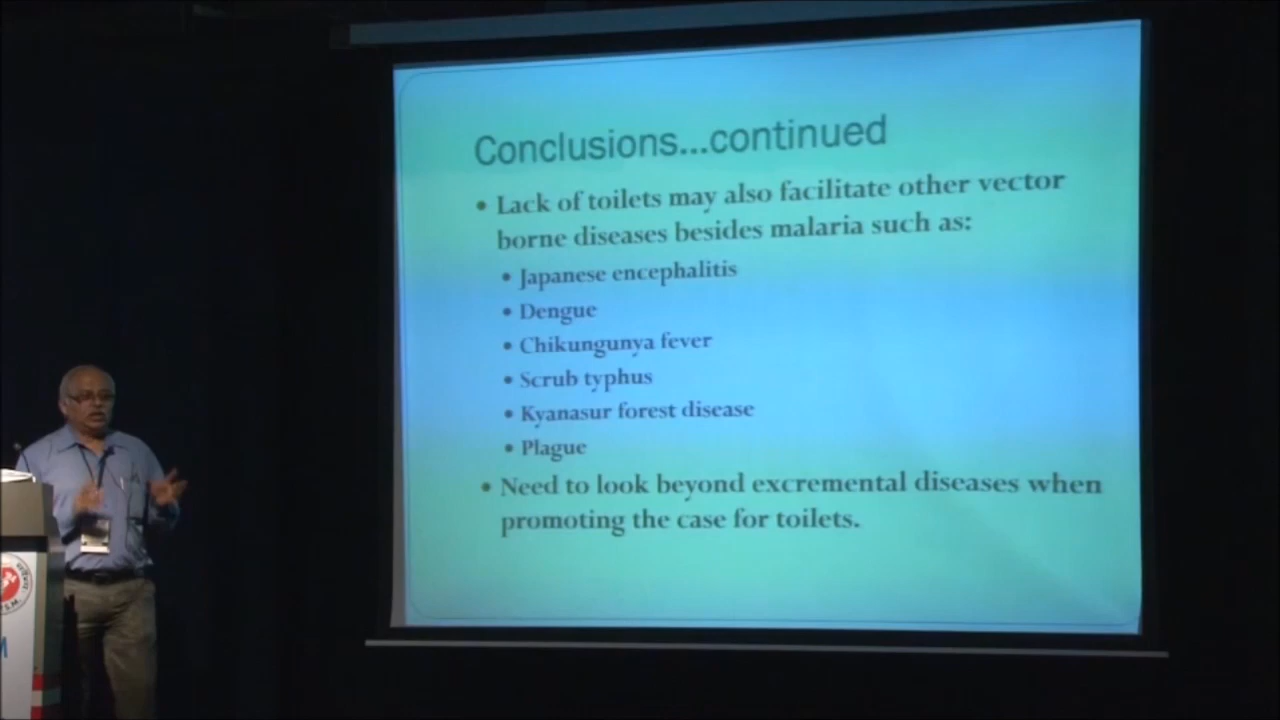 Conclusions...continued
• Lack of toilets may also facilitate other vector
borne diseases besides malaria such as:
• Japanese encephalitis
• Dengue
• Chikungunya fever
• Scrub typhus
• Kyanasur forest disease
• Plague
• Need to look beyond excremental diseases when
promoting the case for toilets.